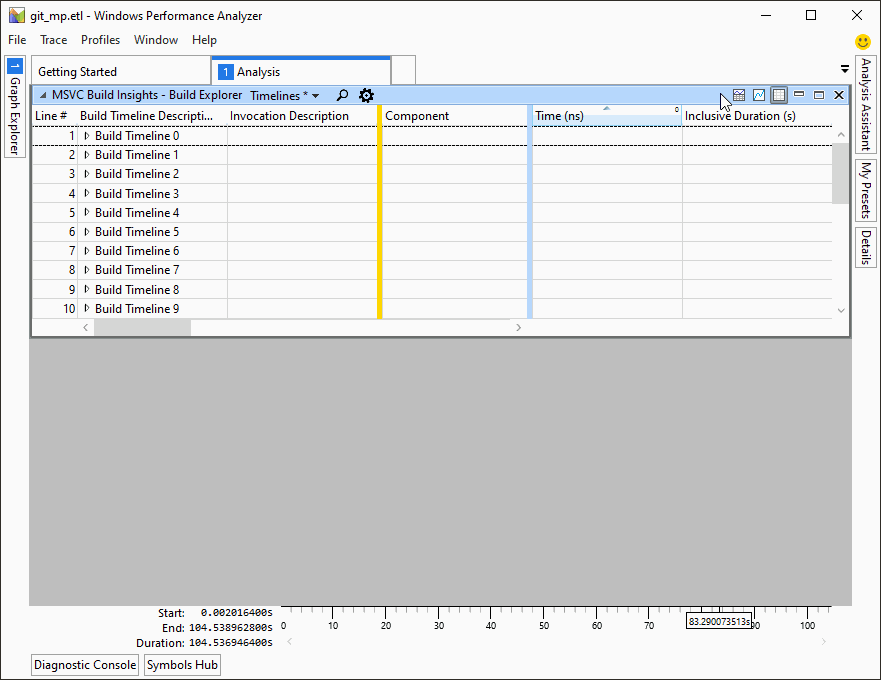 git_mp.etl - Windows Performance Analyzer
File Trace Profiles Window Help
1 Graph Explorer
Getting Started
1 Analysis
MSVC Build Insights - Build Explorer Timelines *
Line # Build Timeline Descripti... Invocation Description Component Time (ns) 0 Inclusive Duration (s)
1 Build Timeline 0
2 Build Timeline 1
3 Build Timeline 2
4 Build Timeline 3
5 Build Timeline 4
6 Build Timeline 5
7 Build Timeline 6
8 Build Timeline 7
9 Build Timeline 8
10 Build Timeline 9
Analysis Assistant
My Presets
Details
Start: 0.002016400s
End: 104.538962800s
Duration: 104.536946400s
0 10 20 30 40 50 60 70 83.290073513s 90 100
Diagnostic Console Symbols Hub